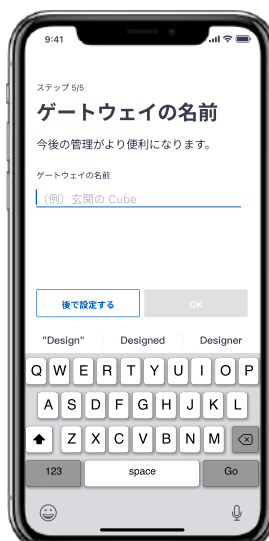 9:41
ステップ 5/5
ゲートウェイの名前
今後の管理がより便利になります。
ゲートウェイの名前
（例）玄関の Cube
後で設定する OK
"Design" Designed Designer
Q W E R T Y U I O P
A S D F G H J K L
Z X C V B N M
123 space Go